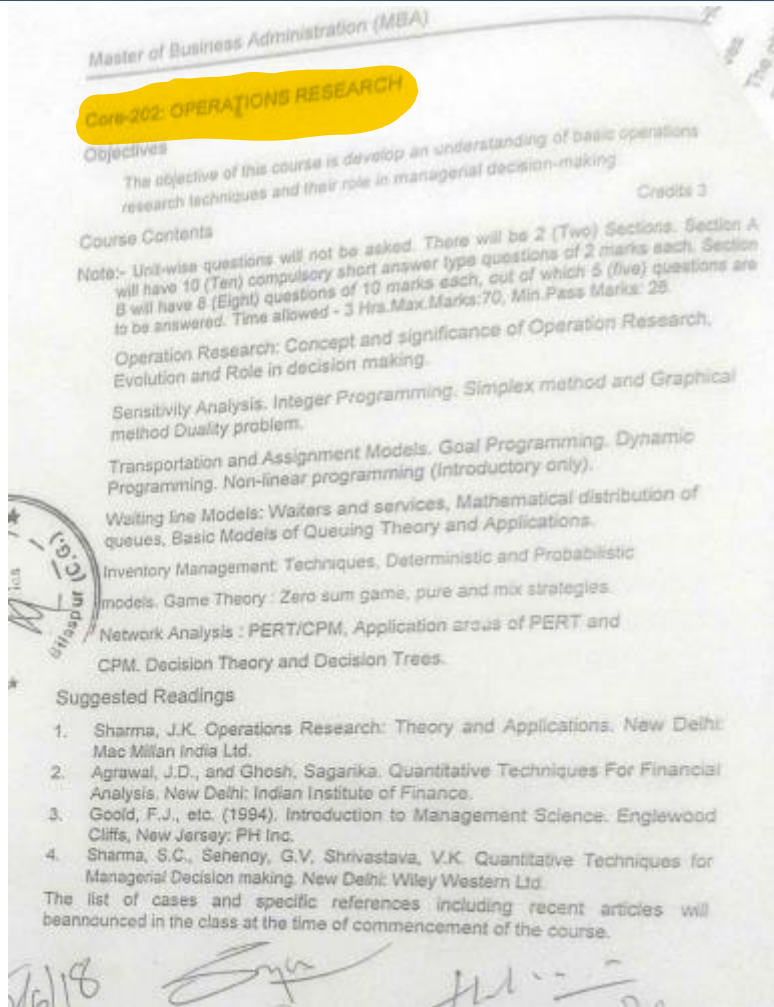 Master of Business Administration (MBA)
Core-202: OPERATIONS RESEARCH
Objectives
The objective of this course is develop an understanding of basic operations
research techniques and their role in managerial decision-making.
Credits 3
Course Contents
Note:- Unit-wise questions will not be asked. There will be 2 (Two) Sections. Section A
will have 10 (Ten) compulsory short answer type questions of 2 marks each. Section
B will have 8 (Eight) questions of 10 marks each, out of which 5 (five) questions are
to be answered. Time allowed - 3 Hrs.Max.Marks:70, Min.Pass Marks: 28.
Operation Research: Concept and significance of Operation Research,
Evolution and Role in decision making.
Sensitivity Analysis. Integer Programming. Simplex method and Graphical
method Duality problem.
Transportation and Assignment Models. Goal Programming. Dynamic
Programming. Non-linear programming (Introductory only).
Waiting line Models: Waiters and services, Mathematical distribution of
queues, Basic Models of Queuing Theory and Applications.
Inventory Management: Techniques, Deterministic and Probabilistic
models. Game Theory : Zero sum game, pure and mix strategies.
Network Analysis : PERT/CPM, Application areas of PERT and
CPM. Decision Theory and Decision Trees.
(C.G.)
Suggested Readings
1. Sharma, J.K. Operations Research: Theory and Applications. New Delhi:
Mac Millan India Ltd.
2. Agrawal, J.D., and Ghosh, Sagarika. Quantitative Techniques For Financial
Analysis. New Delhi: Indian Institute of Finance.
3. Goold, F.J., etc. (1994). Introduction to Management Science. Englewood
Cliffs, New Jersey: PH Inc.
4. Sharma, S.C., Sehenoy, G.V, Shrivastava, V.K. Quantitative Techniques for
Managerial Decision making. New Delhi: Wiley Western Ltd.
The list of cases and specific references including recent articles will
beannounced in the class at the time of commencement of the course.